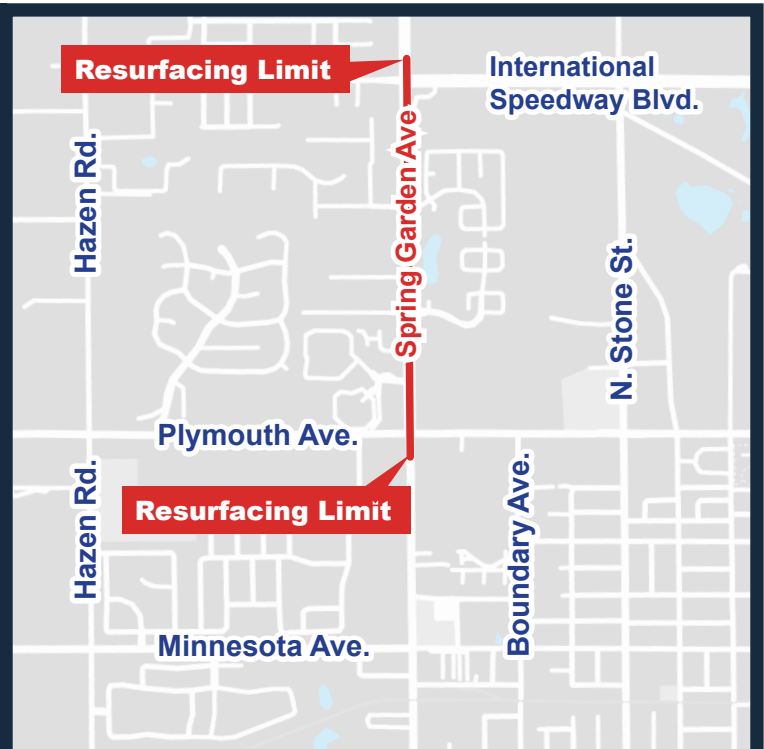 Resurfacing Limit
International
Speedway Blvd.
Hazen Rd.
Spring Garden Ave
N. Stone St.
Plymouth Ave.
Hazen Rd.
Resurfacing Limit
Boundary Ave.
Minnesota Ave.